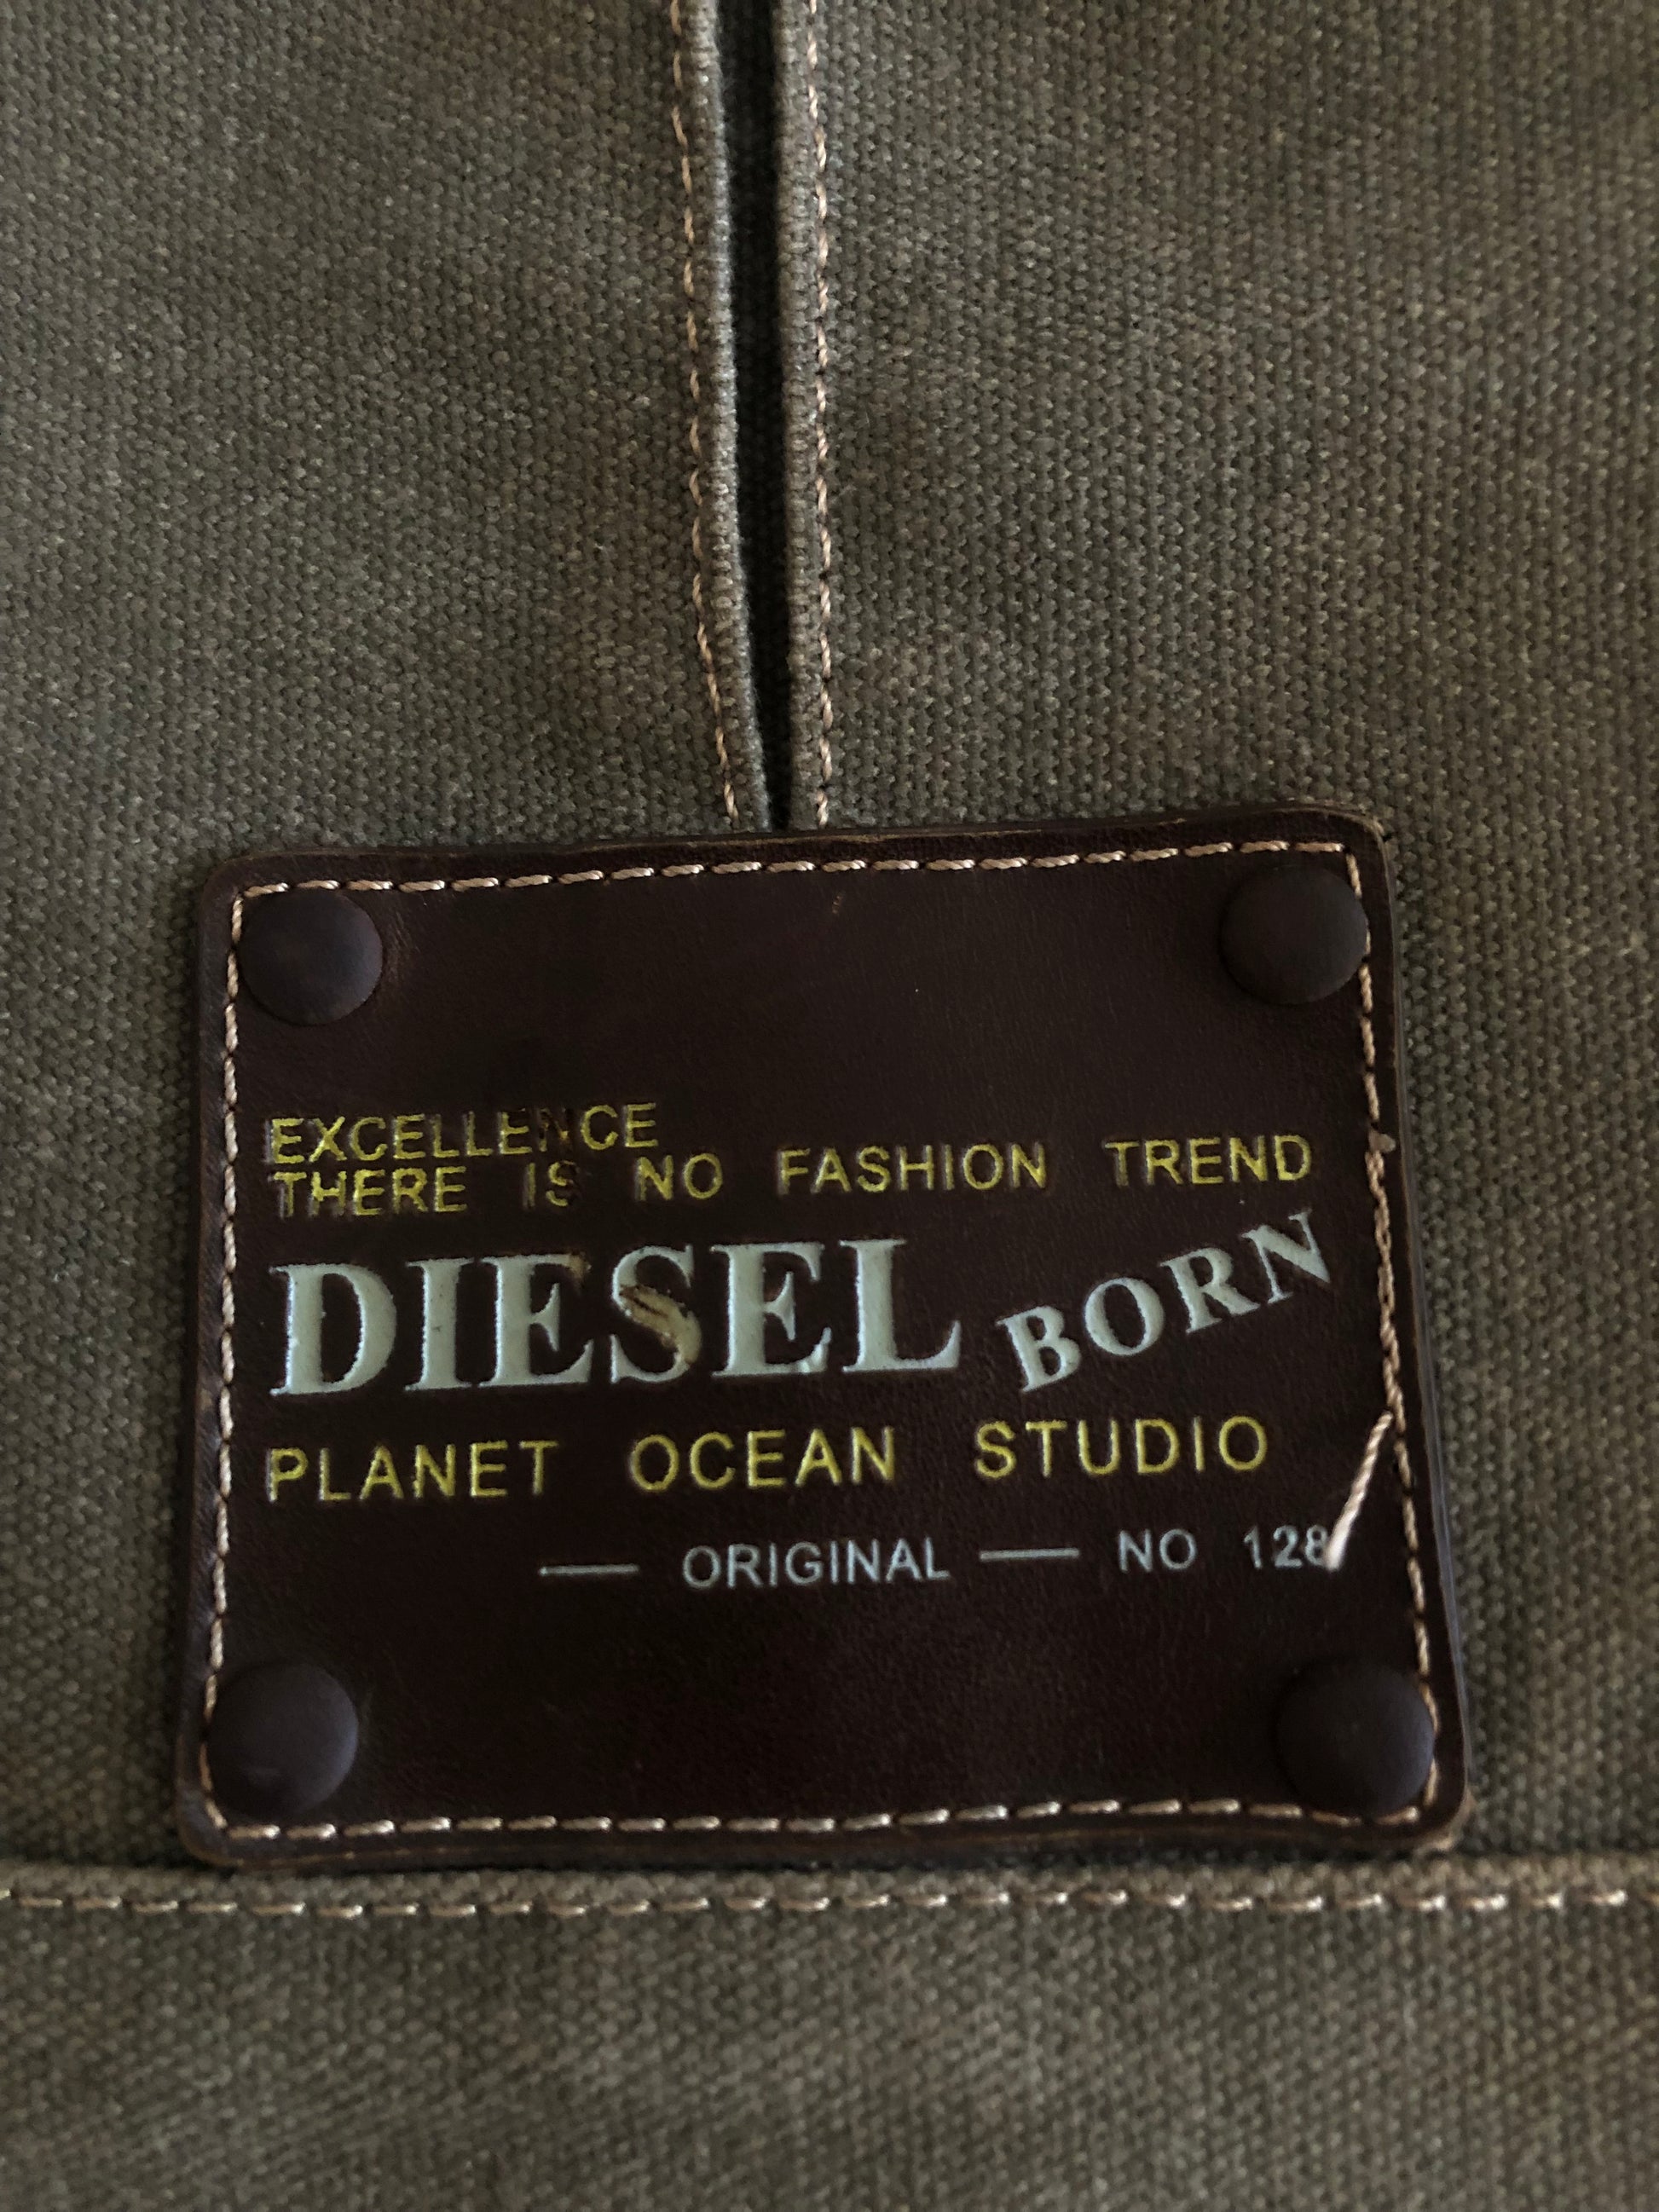 EXCELLENCE
THERE IS NO FASHION TREND
DIESEL BORN
PLANET OCEAN STUDIO
— ORIGINAL — NO 128